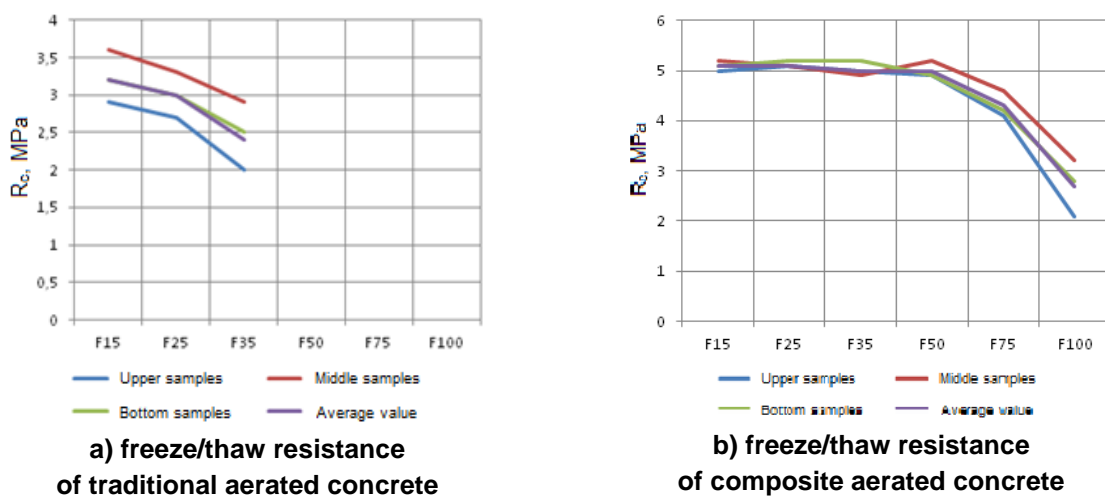 4
3,5
3
2,5
2
1,5
1
0,5
0
R_c, MPa
F15 F25 F35 F50 F75 F100
Upper samples Middle samples
Bottom samples Average value
a) freeze/thaw resistance
of traditional aerated concrete
6
5
4
3
2
1
0
R_c, MPa
F15 F25 F35 F50 F75 F100
Upper samples Middle samples
Bottom samples Average value
b) freeze/thaw resistance
of composite aerated concrete